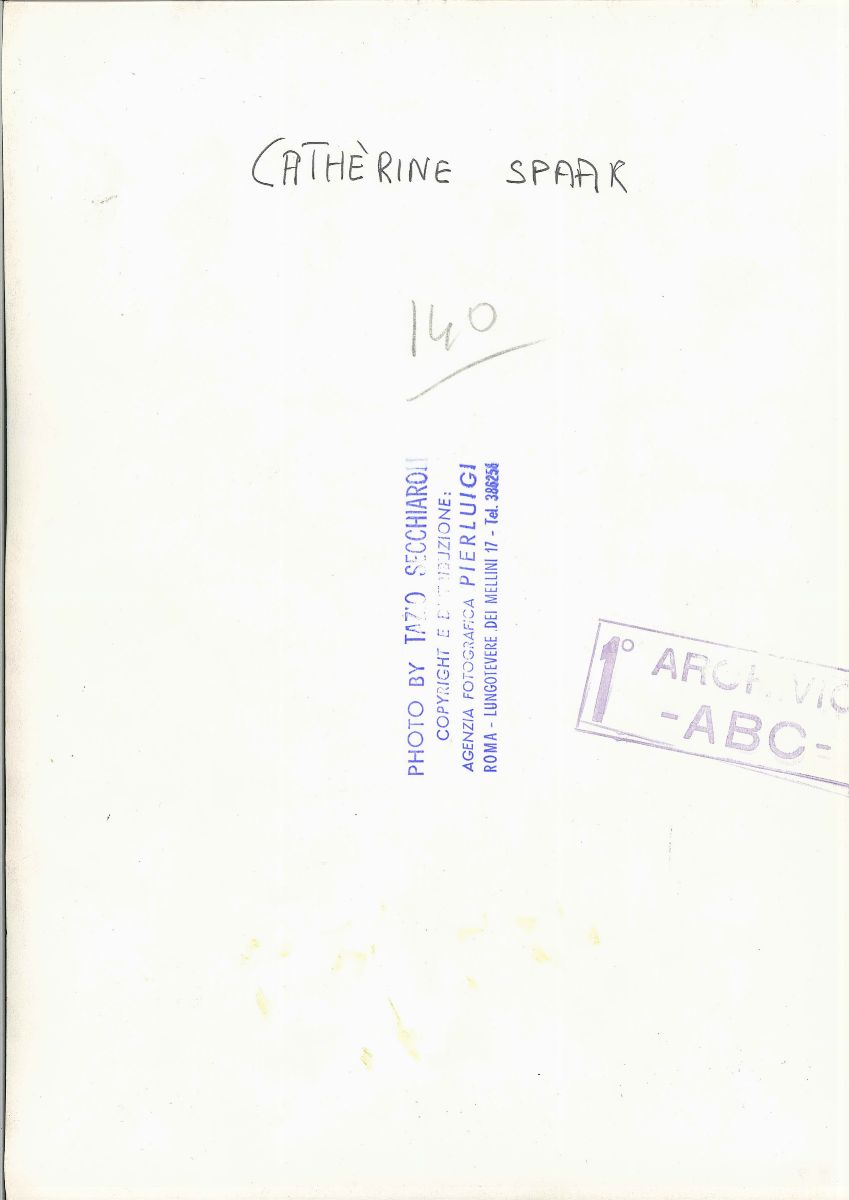 CATHÈRINE SPAAK
140
PHOTO BY TAZIO SECCHIAROLI
COPYRIGHT E DISTRIBUZIONE:
AGENZIA FOTOGRAFICA PIERLUIGI
ROMA - LUNGOTEVERE DEI MELLINI 17 - Tel.
1° ARCHIVIO
-ABC-